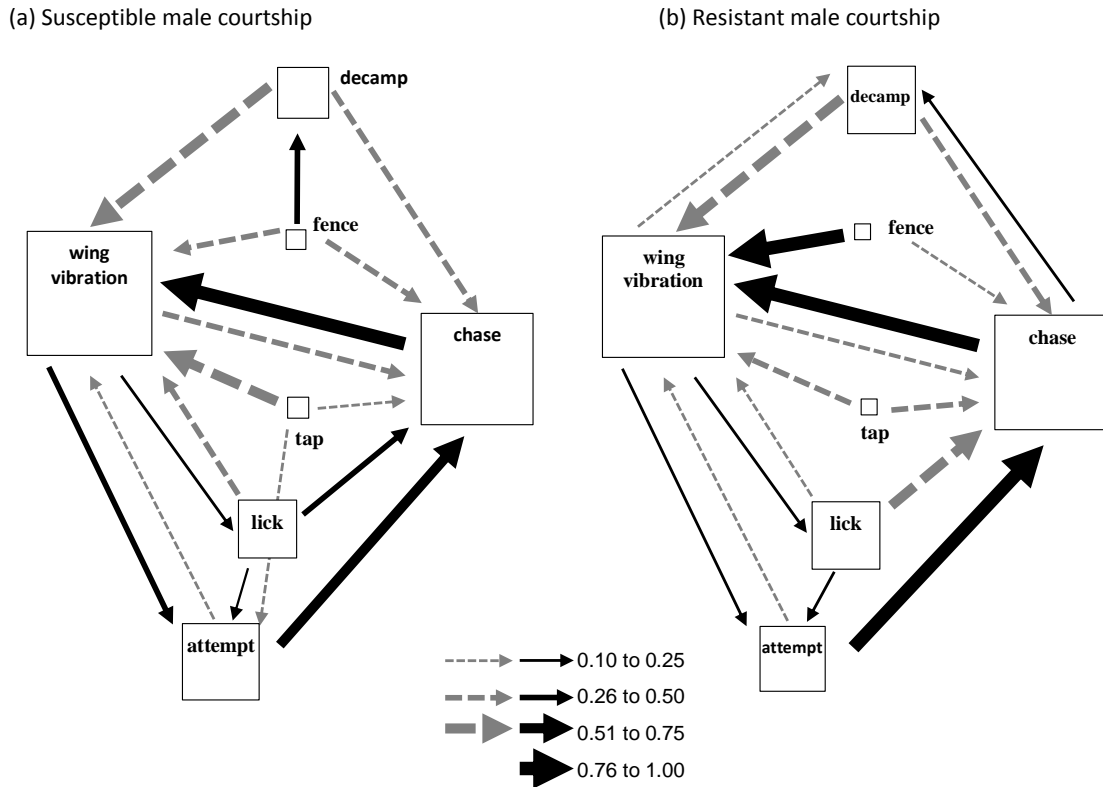 (a) Susceptible male courtship
decamp
fence
wing
vibration
chase
tap
lick
attempt
(b) Resistant male courtship
decamp
fence
wing
vibration
chase
tap
lick
attempt
0.10 to 0.25
0.26 to 0.50
0.51 to 0.75
0.76 to 1.00